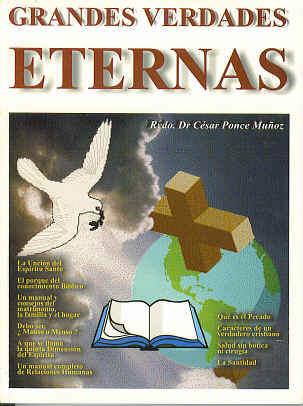 GRANDES VERDADES
ETERNAS
Rvdo. Dr César Ponce Muñoz
La Unción del
Espíritu Santo
El porque del
conocimiento Bíblico
Un manual y
consejos del
matrimonio,
la familia y el hogar
Debo ser:
¿ Manso o Menso ?
A que se llama
la quinta Dimensión
del Espíritu
Un manual completo
de Relaciones Humanas
Qué es el Pecado
Caracteres de un
verdadero cristiano
Salud sin botica
ni cirugía
La Santidad